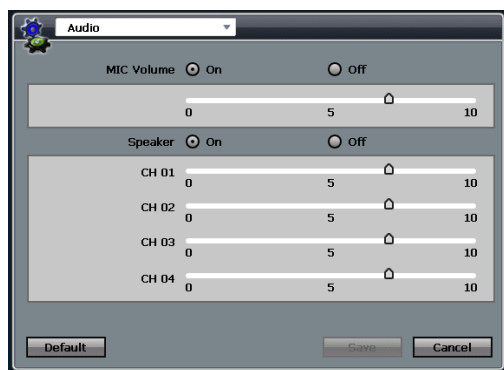 Audio
MIC Volume On Off
0 5 10
Speaker On Off
CH 01
0 5 10
CH 02
0 5 10
CH 03
0 5 10
CH 04
0 5 10
Default Save Cancel